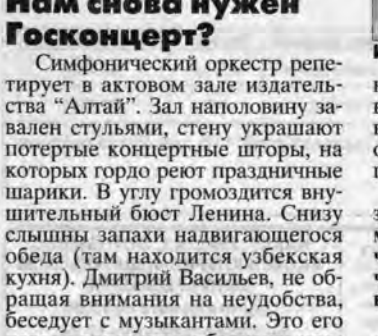 Нам снова нужен
Госконцерт?
Симфонический оркестр репе-
тирует в актовом зале издатель-
ства “Алтай”. Зал наполовину за-
вален стульями, стену украшают
потертые концертные шторы, на
которых гордо реют праздничные
шарики. В углу громоздится вну-
шительный бюст Ленина. Снизу
слышны запахи надвигающегося
обеда (там находится узбекская
кухня). Дмитрий Васильев, не об-
ращая внимания на неудобства,
беседует с музыкантами. Это его